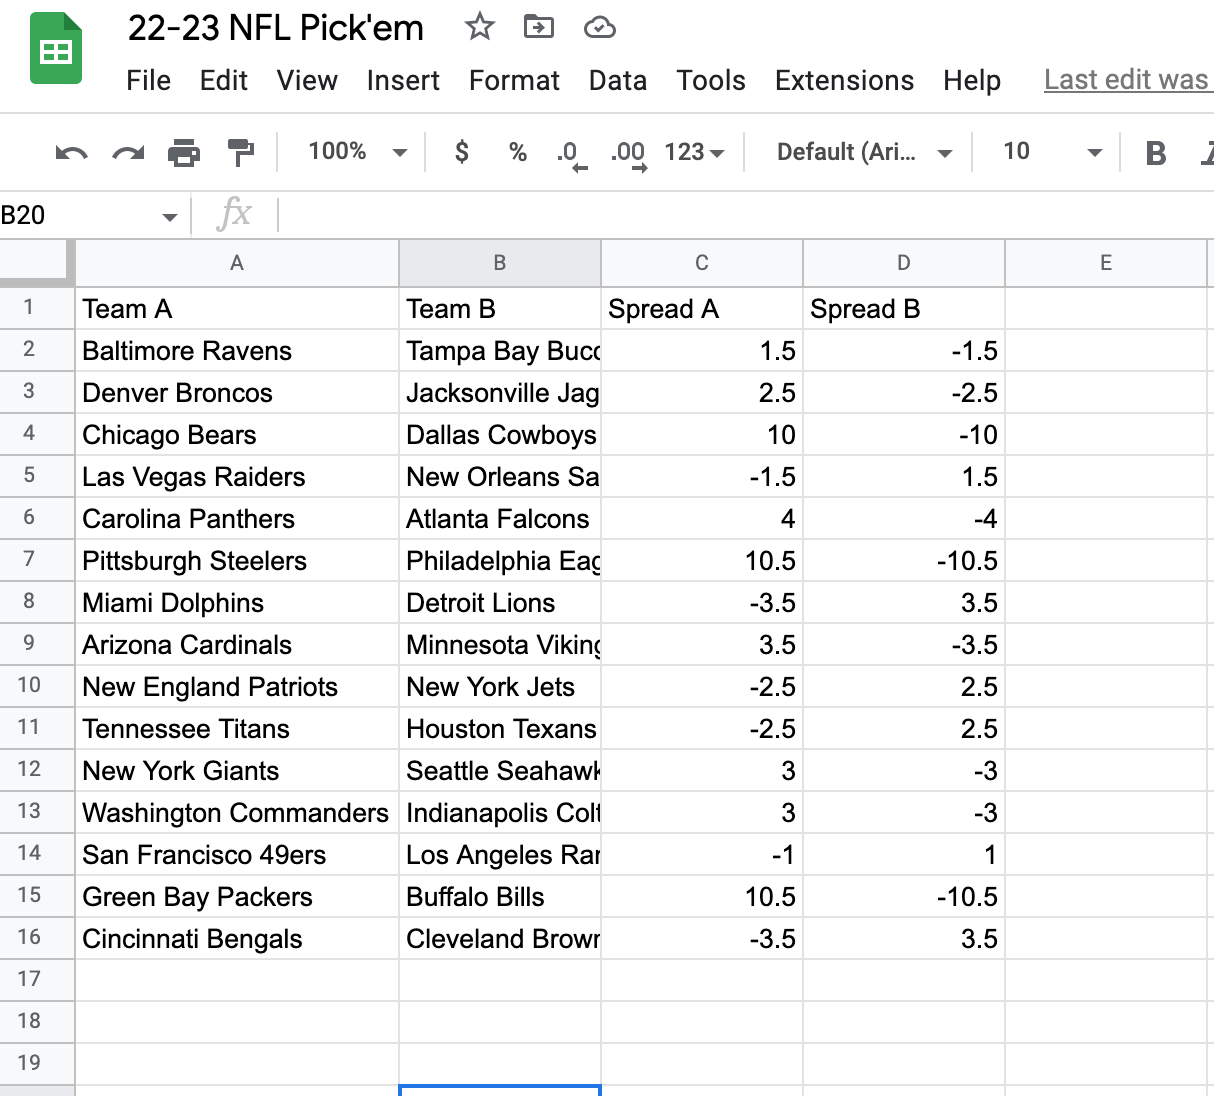 22-23 NFL Pick'em
File Edit View Insert Format Data Tools Extensions Help Last edit was
100% $ % .0 .00 123 Default (Ari... 10 B I
B20 fx
A B C D E
1 Team A Team B Spread A Spread B
2 Baltimore Ravens Tampa Bay Bucc 1.5 -1.5
3 Denver Broncos Jacksonville Jag 2.5 -2.5
4 Chicago Bears Dallas Cowboys 10 -10
5 Las Vegas Raiders New Orleans Sa -1.5 1.5
6 Carolina Panthers Atlanta Falcons 4 -4
7 Pittsburgh Steelers Philadelphia Eag 10.5 -10.5
8 Miami Dolphins Detroit Lions -3.5 3.5
9 Arizona Cardinals Minnesota Viking 3.5 -3.5
10 New England Patriots New York Jets -2.5 2.5
11 Tennessee Titans Houston Texans -2.5 2.5
12 New York Giants Seattle Seahawk 3 -3
13 Washington Commanders Indianapolis Colt 3 -3
14 San Francisco 49ers Los Angeles Ram -1 1
15 Green Bay Packers Buffalo Bills 10.5 -10.5
16 Cincinnati Bengals Cleveland Brown -3.5 3.5
17
18
19